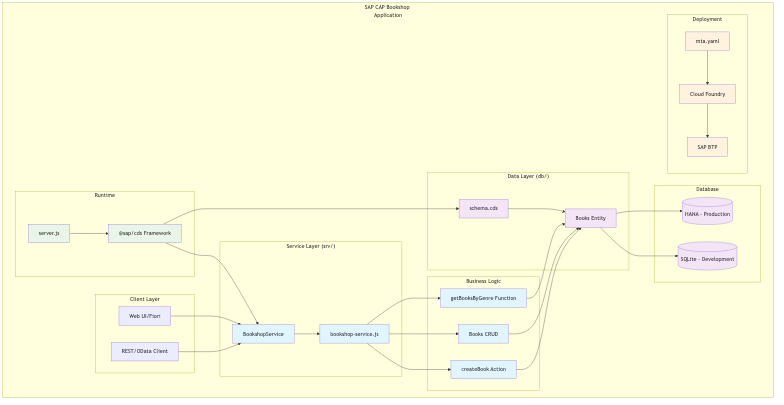 SAP CAP Bookshop
Application
Deployment
mta.yaml
Cloud Foundry
SAP BTP
Data Layer (db/)
schema.cds
Books Entity
Database
HANA - Production
SQLite - Development
Runtime
server.js
@sap/cds Framework
Service Layer (srv/)
BookshopService
bookshop-service.js
Business Logic
getBooksByGenre Function
Books CRUD
createBook Action
Client Layer
Web UI/Fiori
REST/OData Client